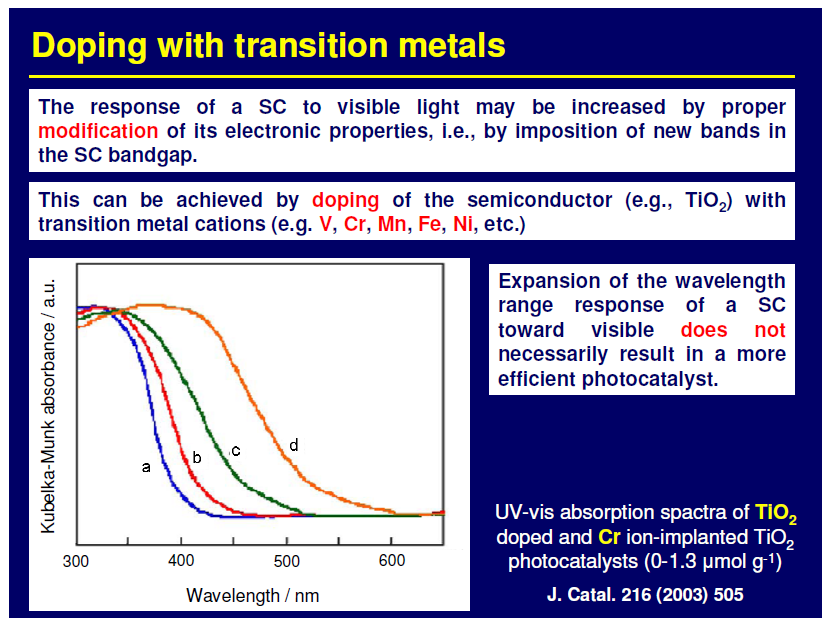 Doping with transition metals
The response of a SC to visible light may be increased by proper
modification of its electronic properties, i.e., by imposition of new bands in
the SC bandgap.
This can be achieved by doping of the semiconductor (e.g., TiO₂) with
transition metal cations (e.g. V, Cr, Mn, Fe, Ni, etc.)
Kubelka-Munk absorbance / a.u.
a
b
c
d
300
400
500
600
Wavelength / nm
Expansion of the wavelength
range response of a SC
toward visible does not
necessarily result in a more
efficient photocatalyst.
UV-vis absorption spactra of TiO₂
doped and Cr ion-implanted TiO₂
photocatalysts (0-1.3 μmol g⁻¹)
J. Catal. 216 (2003) 505